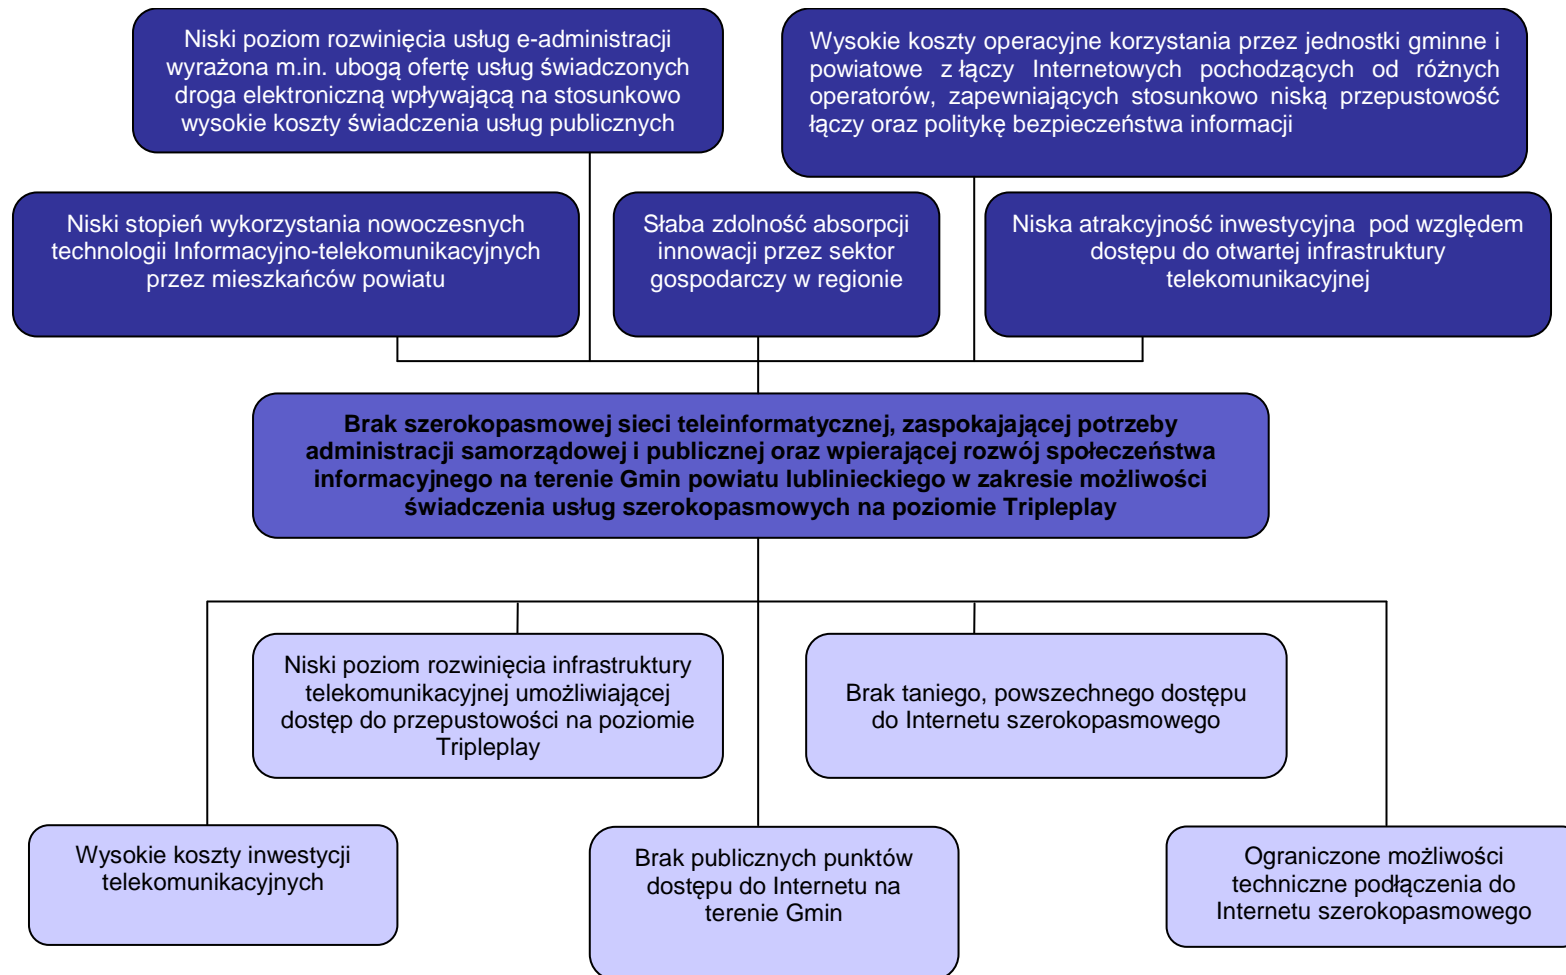 Niski poziom rozwinięcia usług e-administracji
wyrażona m.in. ubogą ofertę usług świadczonych
droga elektroniczną wpływającą na stosunkowo
wysokie koszty świadczenia usług publicznych
Wysokie koszty operacyjne korzystania przez jednostki gminne i
powiatowe z łączy Internetowych pochodzących od różnych
operatorów, zapewniających stosunkowo niską przepustowość
łączy oraz politykę bezpieczeństwa informacji
Niski stopień wykorzystania nowoczesnych
technologii Informacyjno-telekomunikacyjnych
przez mieszkańców powiatu
Słaba zdolność absorpcji
innowacji przez sektor
gospodarczy w regionie
Niska atrakcyjność inwestycyjna pod względem
dostępu do otwartej infrastruktury
telekomunikacyjnej
Brak szerokopasmowej sieci teleinformatycznej, zaspokajającej potrzeby
administracji samorządowej i publicznej oraz wpierającej rozwój społeczeństwa
informacyjnego na terenie Gmin powiatu lublinieckiego w zakresie możliwości
świadczenia usług szerokopasmowych na poziomie Tripleplay
Niski poziom rozwinięcia infrastruktury
telekomunikacyjnej umożliwiającej
dostęp do przepustowości na poziomie
Tripleplay
Brak taniego, powszechnego dostępu
do Internetu szerokopasmowego
Wysokie koszty inwestycji
telekomunikacyjnych
Brak publicznych punktów
dostępu do Internetu na
terenie Gmin
Ograniczone możliwości
techniczne podłączenia do
Internetu szerokopasmowego